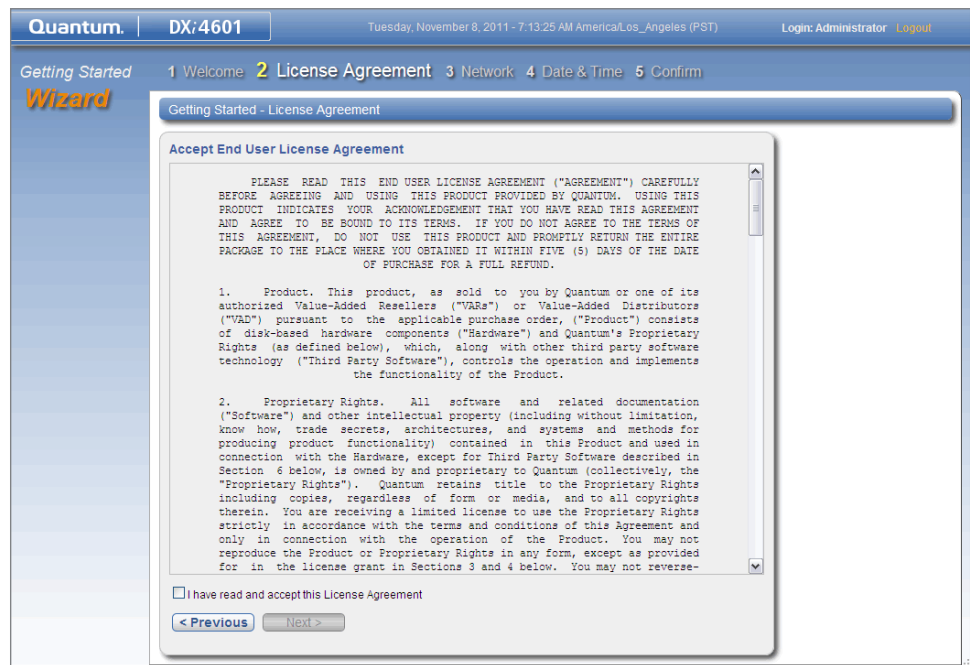 Quantum. DXi4601 Tuesday, November 8, 2011 - 7:13:25 AM America/Los_Angeles (PST) Login: Administrator Logout
Getting Started
Wizard
1 Welcome 2 License Agreement 3 Network 4 Date & Time 5 Confirm
Getting Started - License Agreement
Accept End User License Agreement
PLEASE READ THIS END USER LICENSE AGREEMENT ("AGREEMENT") CAREFULLY
BEFORE AGREEING AND USING THIS PRODUCT PROVIDED BY QUANTUM. USING THIS
PRODUCT INDICATES YOUR ACKNOWLEDGEMENT THAT YOU HAVE READ THIS AGREEMENT
AND AGREE TO BE BOUND TO ITS TERMS. IF YOU DO NOT AGREE TO THE TERMS OF
THIS AGREEMENT, DO NOT USE THIS PRODUCT AND PROMPTLY RETURN THE ENTIRE
PACKAGE TO THE PLACE WHERE YOU OBTAINED IT WITHIN FIVE (5) DAYS OF THE DATE
OF PURCHASE FOR A FULL REFUND.
1. Product. This product, as sold to you by Quantum or one of its
authorized Value-Added Resellers ("VARs") or Value-Added Distributors
("VAD") pursuant to the applicable purchase order, ("Product") consists
of disk-based hardware components ("Hardware") and Quantum's Proprietary
Rights (as defined below), which, along with other third party software
technology ("Third Party Software"), controls the operation and implements
the functionality of the Product.
2. Proprietary Rights. All software and related documentation
("Software") and other intellectual property (including without limitation,
know how, trade secrets, architectures, and systems and methods for
producing product functionality) contained in this Product and used in
connection with the Hardware, except for Third Party Software described in
Section 6 below, is owned by and proprietary to Quantum (collectively, the
"Proprietary Rights"). Quantum retains title to the Proprietary Rights
including copies, regardless of form or media, and to all copyrights
therein. You are receiving a limited license to use the Proprietary Rights
strictly in accordance with the terms and conditions of this Agreement and
only in connection with the operation of the Product. You may not
reproduce the Product or Proprietary Rights in any form, except as provided
for in the license grant in Sections 3 and 4 below. You may not reverse-
I have read and accept this License Agreement
< Previous Next >